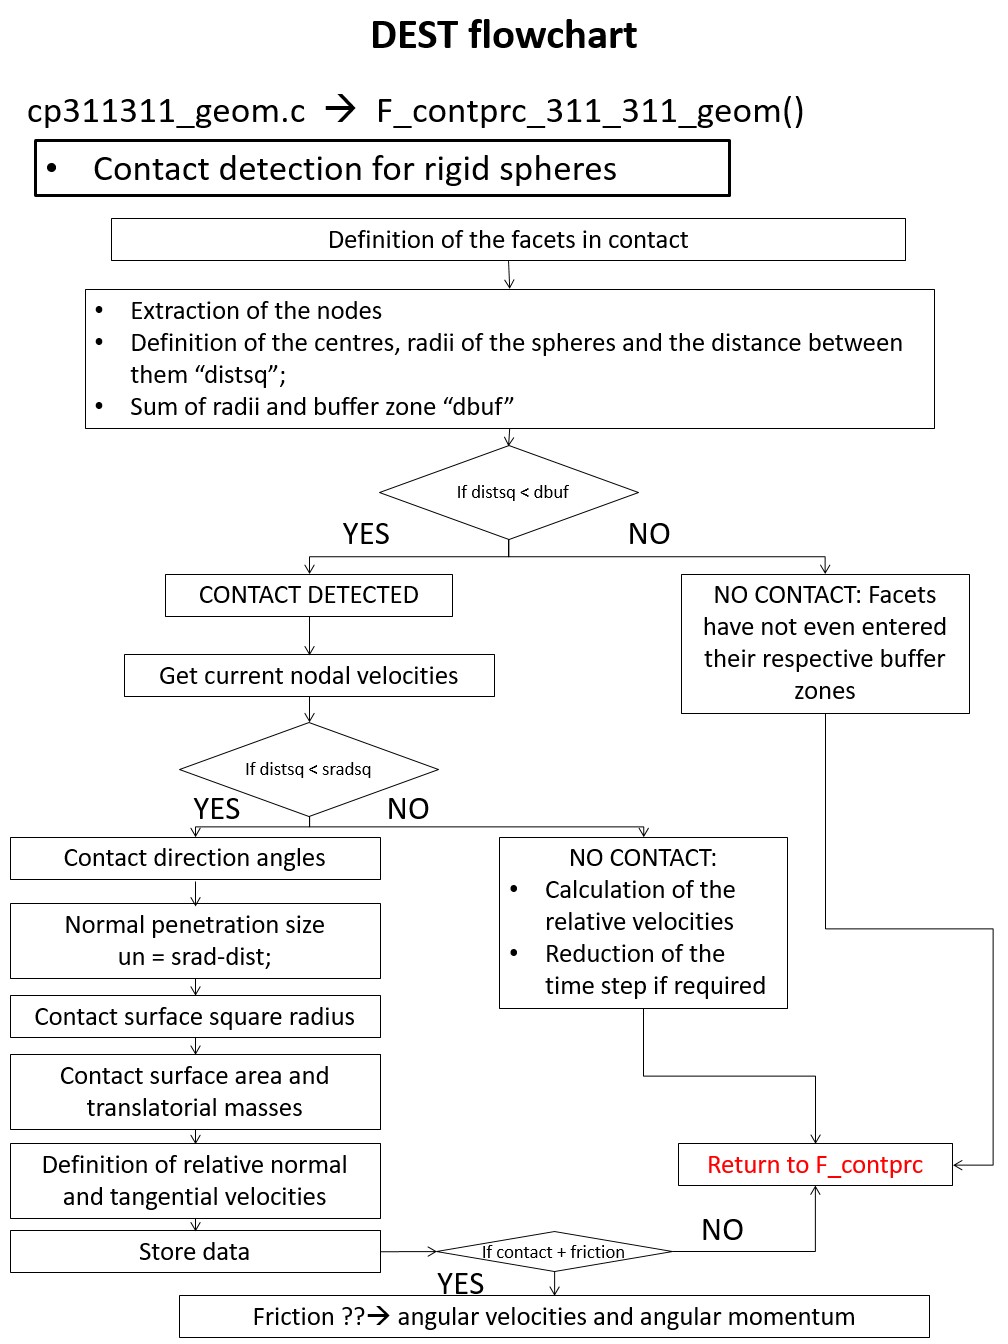 DEST flowchart
cp311311_geom.c → F_contprc_311_311_geom()
• Contact detection for rigid spheres
Definition of the facets in contact
• Extraction of the nodes
• Definition of the centres, radii of the spheres and the distance between
them “distsq”;
• Sum of radii and buffer zone “dbuf”
If distsq < dbuf
YES
NO
CONTACT DETECTED
NO CONTACT: Facets
have not even entered
their respective buffer
zones
Get current nodal velocities
If distsq < sradsq
YES
NO
Contact direction angles
NO CONTACT:
• Calculation of the
relative velocities
• Reduction of the
time step if required
Normal penetration size
un = srad-dist;
Contact surface square radius
Contact surface area and
translatorial masses
Definition of relative normal
and tangential velocities
Return to F_contprc
Store data
If contact + friction
NO
YES
Friction ??→ angular velocities and angular momentum